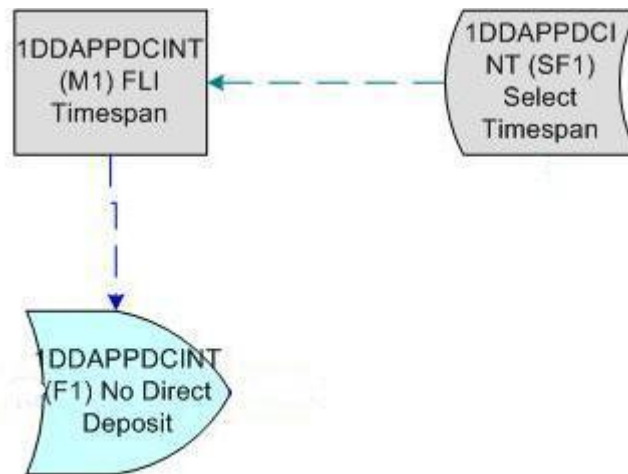 1DDAPPDCINT
(M1) FLI
Timespan
1DDAPPDCI
NT (SF1)
Select
Timespan
1DDAPPDCINT
(F1) No Direct
Deposit